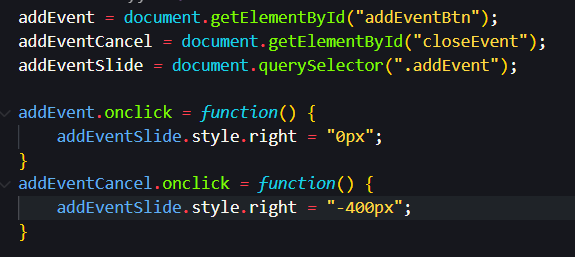 addEvent = document.getElementById("addEventBtn");
addEventCancel = document.getElementById("closeEvent");
addEventSlide = document.querySelector(".addEvent");
addEvent.onclick = function() {
    addEventSlide.style.right = "0px";
}
addEventCancel.onclick = function() {
    addEventSlide.style.right = "-400px";
}